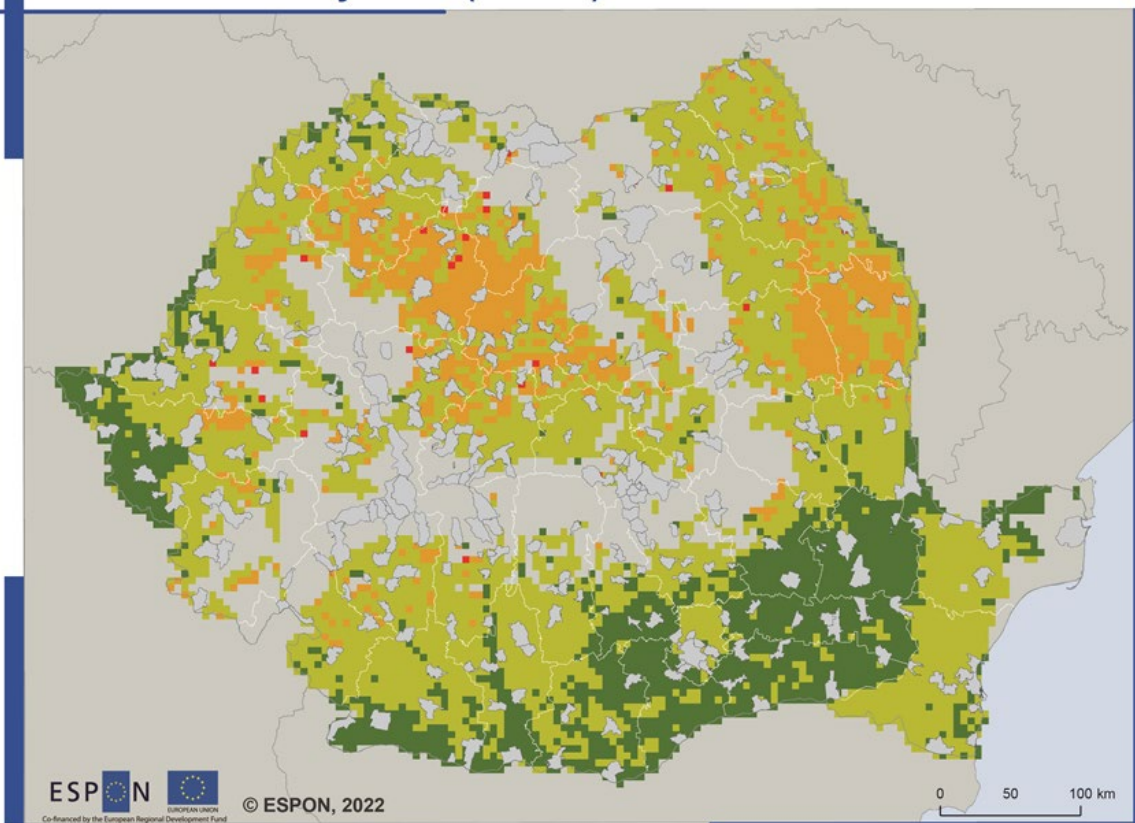 ESPON
EUROPEAN UNION
Co-financed by the European Regional Development Fund
© ESPON, 2022
0 50 100 km